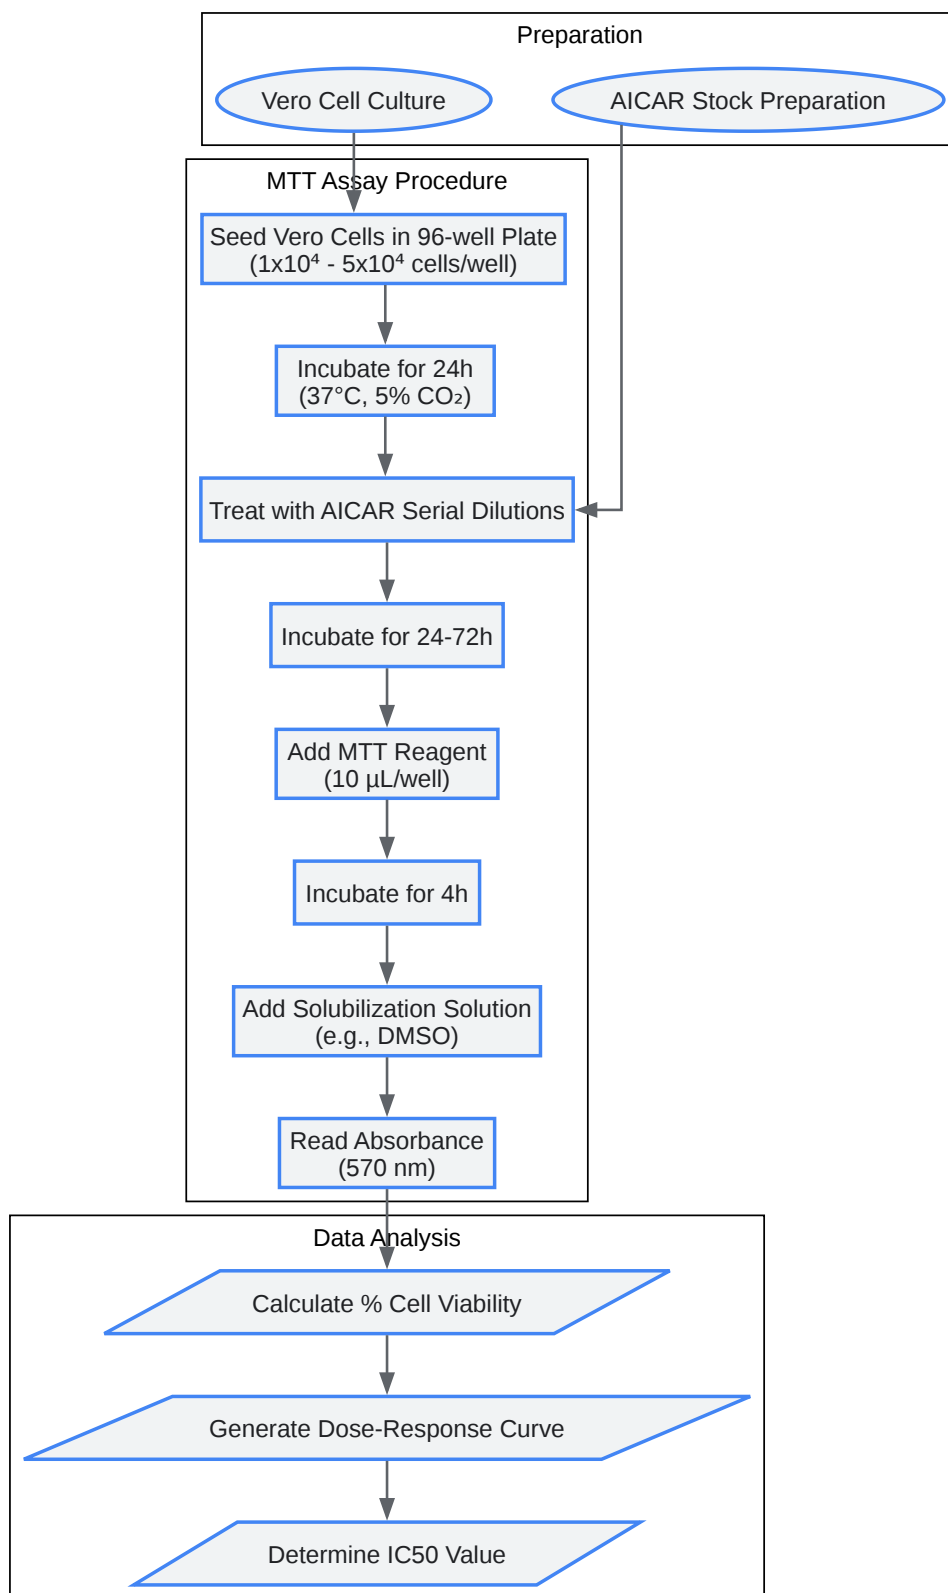 Preparation
Vero Cell Culture
AICAR Stock Preparation
MTT Assay Procedure
Seed Vero Cells in 96-well Plate
(1x10⁴ - 5x10⁴ cells/well)
Incubate for 24h
(37°C, 5% CO₂)
Treat with AICAR Serial Dilutions
Incubate for 24-72h
Add MTT Reagent
(10 µL/well)
Incubate for 4h
Add Solubilization Solution
(e.g., DMSO)
Read Absorbance
(570 nm)
Data Analysis
Calculate % Cell Viability
Generate Dose-Response Curve
Determine IC50 Value